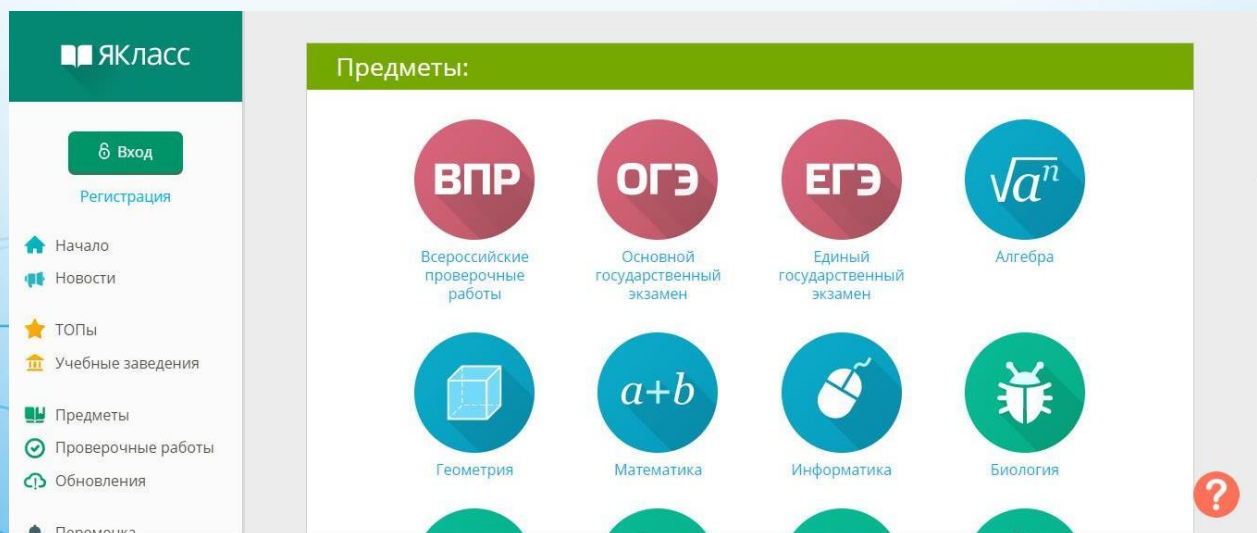 ЯКласс
Вход
Регистрация
Начало
Новости
ТОПы
Учебные заведения
Предметы
Проверочные работы
Обновления
Переменка
Предметы:
ВПР
ОГЭ
ЕГЭ
√aⁿ
Всероссийские
проверочные
работы
Основной
государственный
экзамен
Единый
государственный
экзамен
Алгебра
a+b
Геометрия
Математика
Информатика
Биология
?